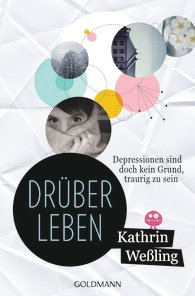 Depressionen sind
doch kein Grund,
traurig zu sein
DRÜBER
LEBEN
Kathrin
Weßling
GOLDMANN